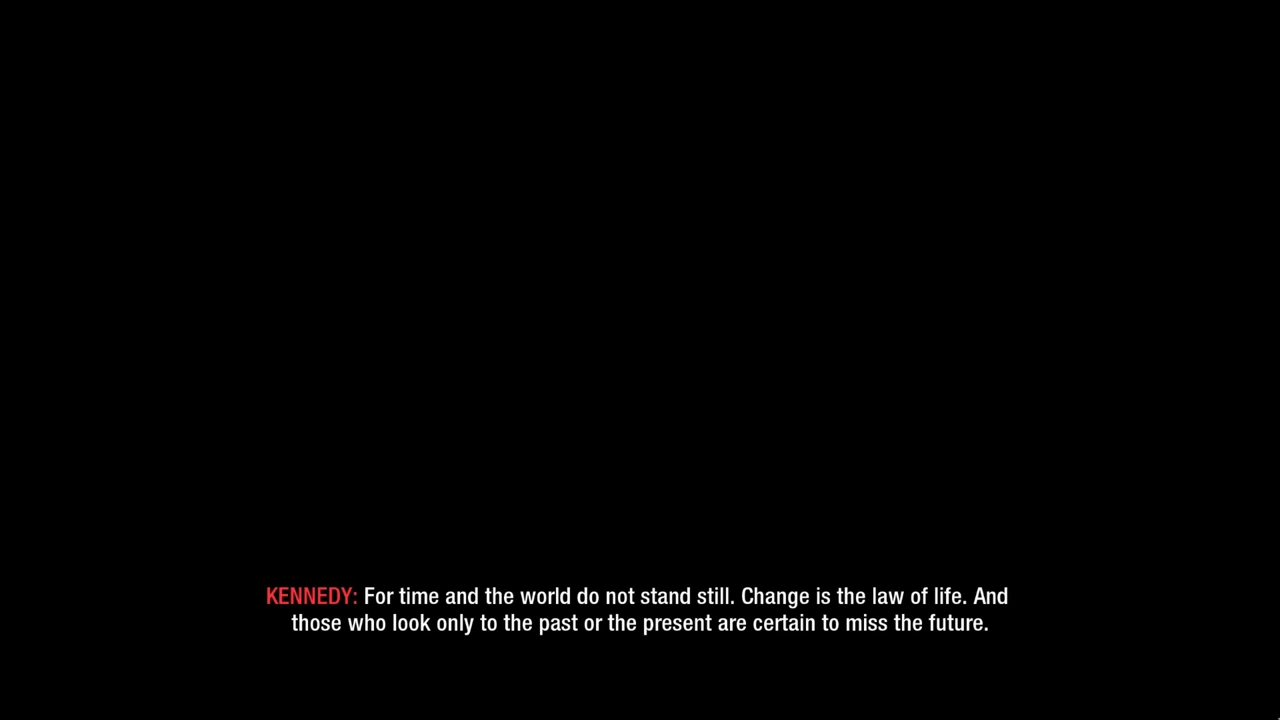 KENNEDY: For time and the world do not stand still. Change is the law of life. And
those who look only to the past or the present are certain to miss the future.